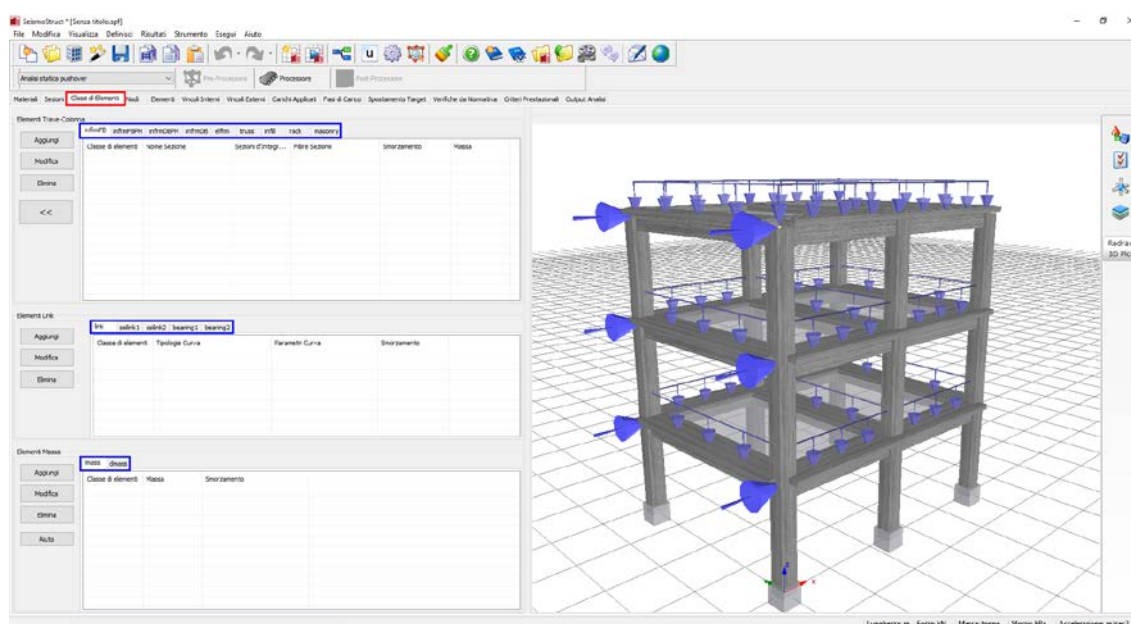 SeismoStruct * [Senza titolo.spf]
File Modifica Visualizza Definisci Risultati Strumento Esegui Aiuto
Analisi statica pushover
Pre-Processore
Processore
Post-Processore
Materiali Sezioni Classi di Elementi Nodi Elementi Vincoli Interni Vincoli Esterni Carichi Applicati Fasi di Carico Spostamento Target Verifiche da Normativa Criteri Prestazionali Output Analisi
Elementi Trave-Colonna
Aggiungi
Modifica
Elimina
<<
infrmFB infrmFBPH infrmDBPH infrmDB elfrm truss infill rack masonry
Classe di elementi Nome Sezione Sezioni d'Integr... Fibre Sezione Smorzamento Massa
Elementi Link
Aggiungi
Modifica
Elimina
link ssilink1 ssilink2 bearing1 bearing2
Classe di elementi Tipologie Curva Parametri Curva Smorzamento
Elementi Massa
Aggiungi
Modifica
Elimina
Aiuto
lmass dmass
Classe di elementi Massa Smorzamento
3D Plot
x
z